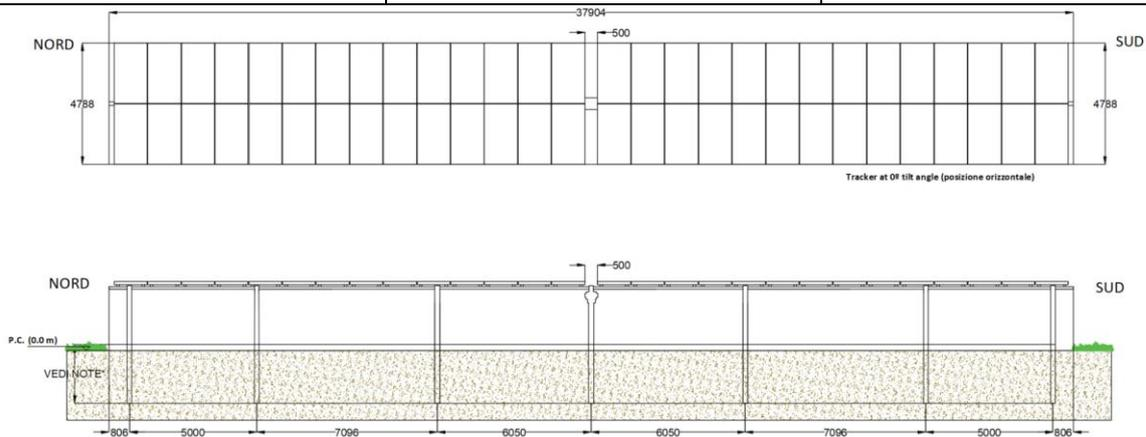 37904
NORD
500
SUD
4788
4788
Tracker at 0º tilt angle (posizione orizzontale)
500
NORD
SUD
P.C. (0.0 m)
VEDI NOTE*
806 5000 7096 6050 6050 7096 5000 806